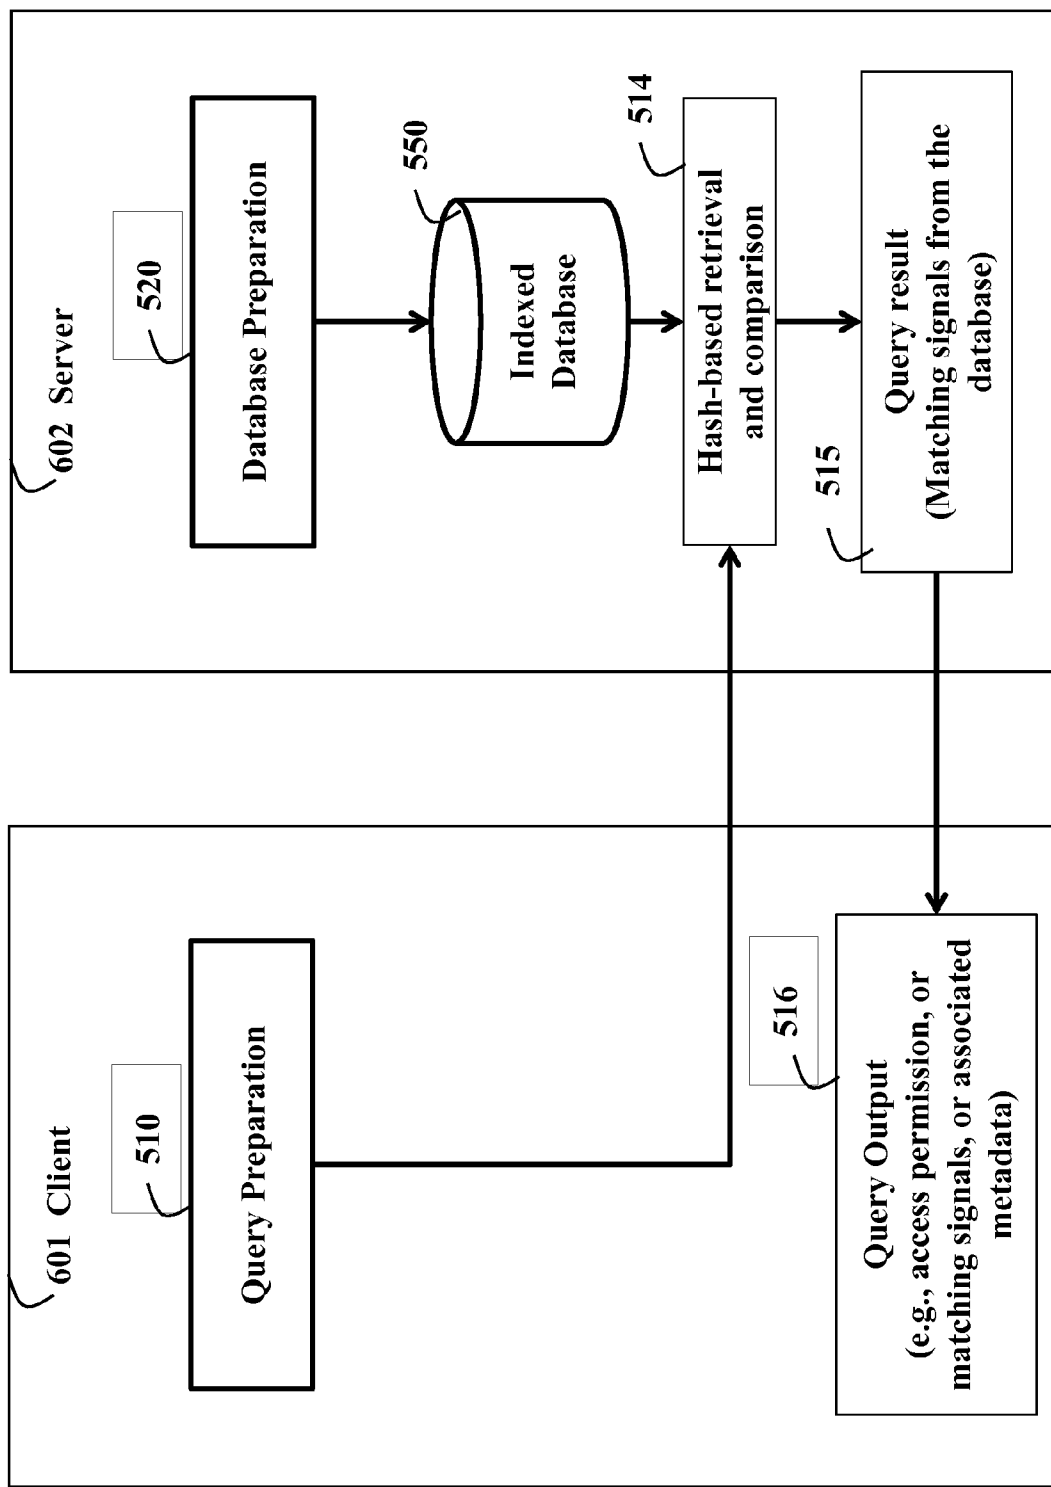 601 Client
510
Query Preparation
516
Query Output
(e.g., access permission, or
matching signals, or associated
metadata)
602 Server
520
Database Preparation
550
Indexed
Database
514
Hash-based retrieval
and comparison
515
Query result
(Matching signals from the
database)